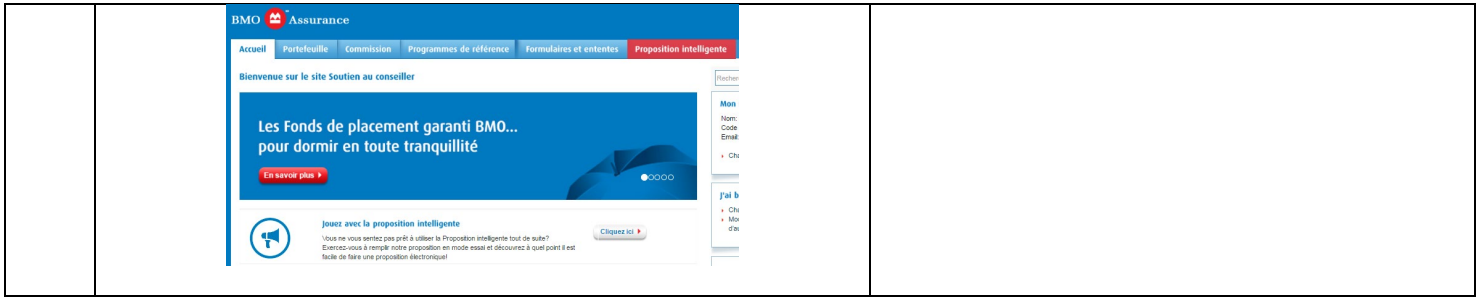 BMO Assurance
Accueil Portefeuille Commission Programmes de référence Formulaires et ententes Proposition intelligente
Bienvenue sur le site Soutien au conseiller
Les Fonds de placement garanti BMO...
pour dormir en toute tranquillité
En savoir plus
Mon
Nom:
Code
Email:
J'ai b
Jouez avec la proposition intelligente
Vous ne vous sentez pas prêt à utiliser la Proposition intelligente tout de suite?
Exercez-vous à remplir notre proposition en mode essai et découvrez à quel point il est
facile de faire une proposition électronique!
Cliquez ici